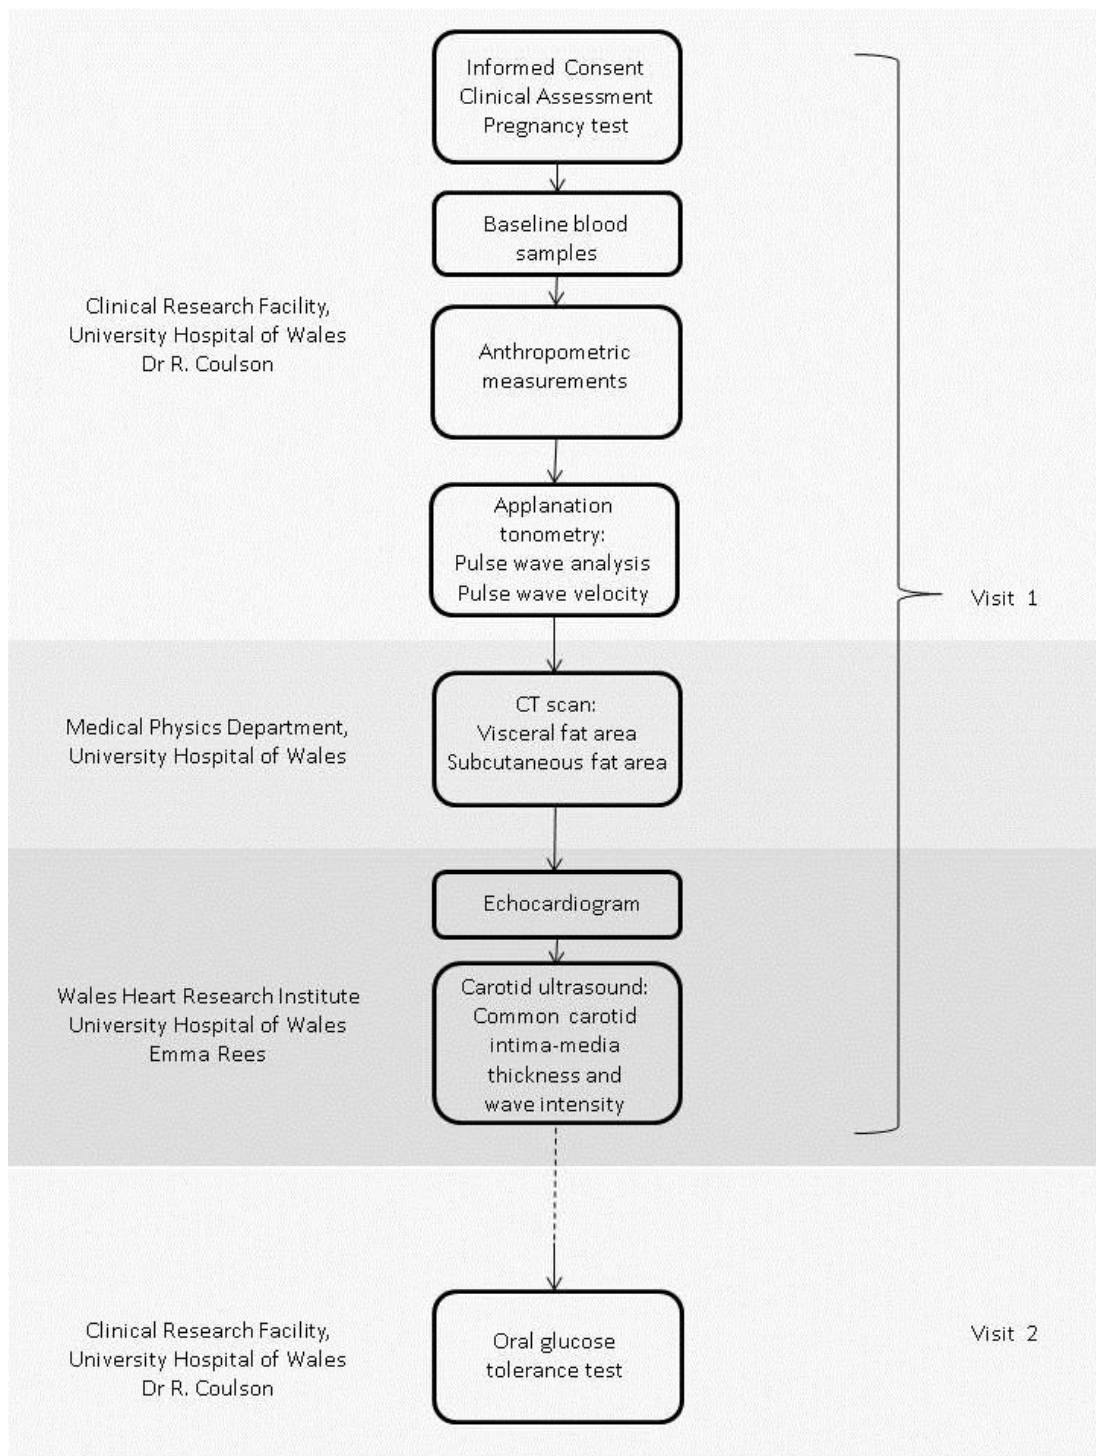 Informed Consent
Clinical Assessment
Pregnancy test
Baseline blood
samples
Clinical Research Facility,
University Hospital of Wales
Dr R. Coulson
Anthropometric
measurements
Applanation
tonometry:
Pulse wave analysis
Pulse wave velocity
Visit 1
Medical Physics Department,
University Hospital of Wales
CT scan:
Visceral fat area
Subcutaneous fat area
Echocardiogram
Wales Heart Research Institute
University Hospital of Wales
Emma Rees
Carotid ultrasound:
Common carotid
intima-media
thickness and
wave intensity
Clinical Research Facility,
University Hospital of Wales
Dr R. Coulson
Oral glucose
tolerance test
Visit 2